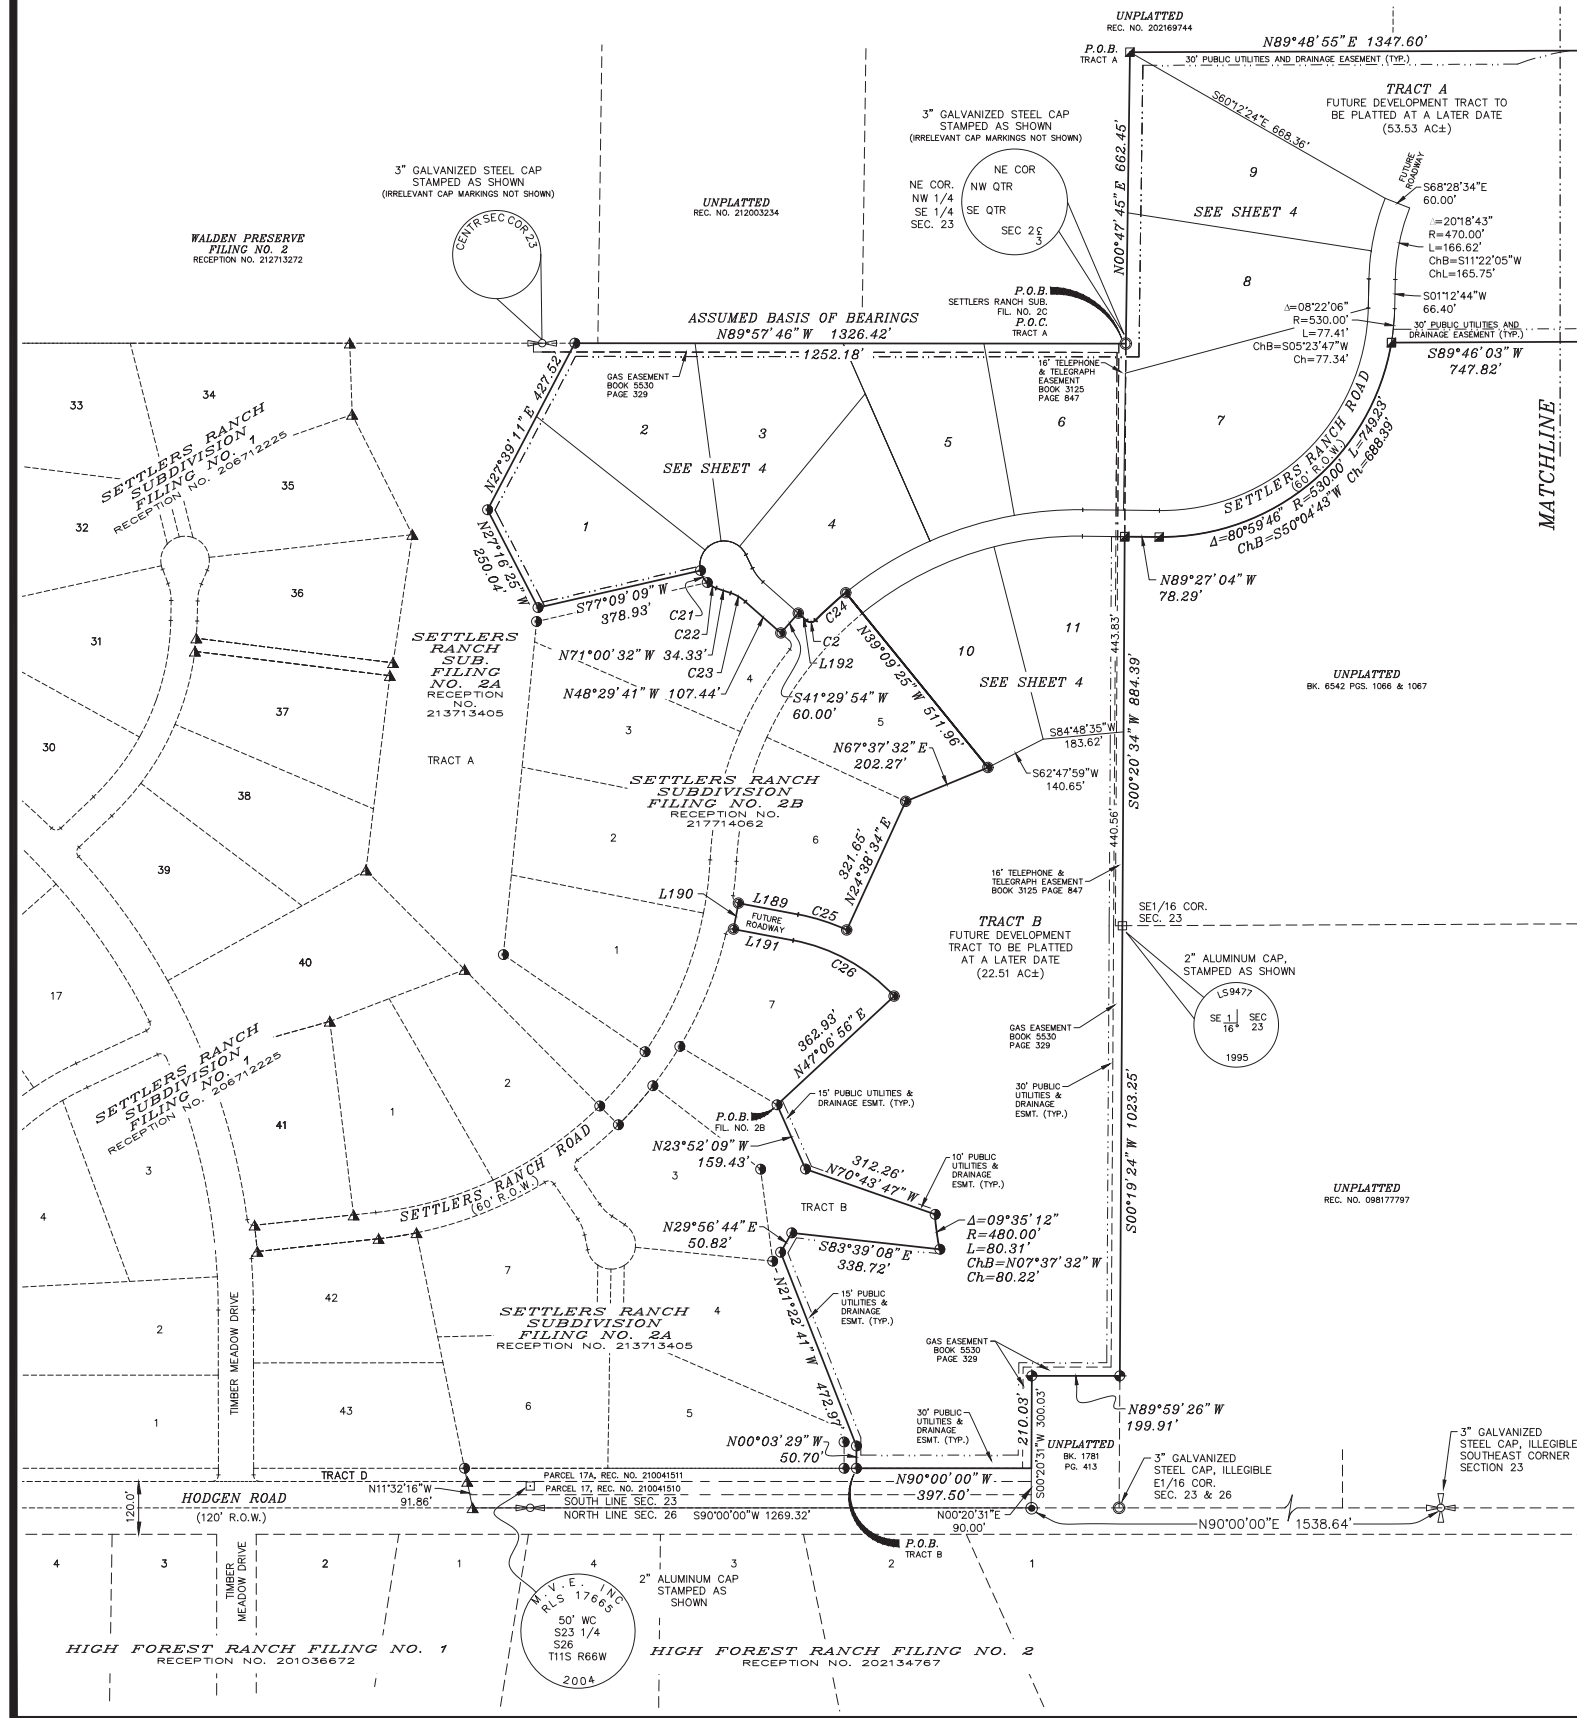 UNPLATTED
REC. NO. 202169744
P.O.B.
TRACT A
N89°48'55"E 1347.60'
30' PUBLIC UTILITIES AND DRAINAGE EASEMENT (TYP.)
TRACT A
FUTURE DEVELOPMENT TRACT TO
BE PLATTED AT A LATER DATE
(53.53 AC±)
S60°12'24"E 668.36'
FUTURE
ROADWAY
S68°28'34"E
60.00'
9
SEE SHEET 4
N00°47'45"E 662.45'
Δ=20°18'43"
R=470.00'
L=166.62'
ChB=S11°22'05"W
ChL=165.75'
8
S01°12'44"W
66.40'
Δ=08°22'06"
R=530.00'
L=77.41'
ChB=S05°23'47"W
Ch=77.34'
30' PUBLIC UTILITIES AND
DRAINAGE EASEMENT (TYP.)
S89°46'03"W
747.82'
MATCHLINE
3" GALVANIZED STEEL CAP
STAMPED AS SHOWN
(IRRELEVANT CAP MARKINGS NOT SHOWN)
NE COR.
NW 1/4
SE 1/4
SEC. 23
NE COR
NW QTR
SE QTR
SEC 2
3
3" GALVANIZED STEEL CAP
STAMPED AS SHOWN
(IRRELEVANT CAP MARKINGS NOT SHOWN)
CENTR SEC COR 23
UNPLATTED
REC. NO. 212003234
WALDEN PRESERVE
FILING NO. 2
RECEPTION NO. 212713272
P.O.B.
SETTLERS RANCH SUB.
FIL. NO. 2C
P.O.C.
TRACT A
ASSUMED BASIS OF BEARINGS
N89°57'46"W 1326.42'
1252.18'
GAS EASEMENT
BOOK 5530
PAGE 329
16' TELEPHONE
& TELEGRAPH
EASEMENT
BOOK 3125
PAGE 847
33
34
SETTLERS RANCH
SUBDIVISION
FILING NO. 1
RECEPTION NO. 206712225
35
32
36
31
37
30
38
39
40
17
N27°39'11"E 427.52'
N27°16'25"W
250.04'
1
2
3
SEE SHEET 4
4
5
6
7
SETTLERS RANCH ROAD
(60' R.O.W.)
Δ=80°59'46" R=530.00' L=749.23'
ChB=S50°04'43"W Ch=688.39'
N89°27'04"W
78.29'
S77°09'09"W
378.93'
C21
C22
N71°00'32"W 34.33'
C23
N48°29'41"W 107.44'
C24
C2
L192
S41°29'54"W
60.00'
N39°09'25"W 511.96'
10
11
SEE SHEET 4
443.83'
S00°20'34"W 884.39'
S84°48'35"W
183.62'
S62°47'59"W
140.65'
440.56'
UNPLATTED
BK. 6542 PGS. 1066 & 1067
SETTLERS
RANCH
SUB.
FILING
NO. 2A
RECEPTION
NO.
213713405
TRACT A
4
5
3
N67°37'32"E
202.27'
SETTLERS RANCH
SUBDIVISION
FILING NO. 2B
RECEPTION NO.
217714062
2
6
1
7
321.65'
N24°38'34"E
L190
L189
FUTURE
ROADWAY
C25
L191
C26
16' TELEPHONE &
TELEGRAPH EASEMENT
BOOK 3125 PAGE 847
TRACT B
FUTURE DEVELOPMENT
TRACT TO BE PLATTED
AT A LATER DATE
(22.51 AC±)
SE1/16 COR.
SEC. 23
2" ALUMINUM CAP,
STAMPED AS SHOWN
LS9477
SE 1 SEC
16 23
1995
GAS EASEMENT
BOOK 5530
PAGE 329
30' PUBLIC
UTILITIES &
DRAINAGE
ESMT. (TYP.)
362.93'
N47°06'56"E
15' PUBLIC UTILITIES &
DRAINAGE ESMT. (TYP.)
P.O.B.
FIL. NO. 2B
N23°52'09"W
159.43'
312.26'
N70°43'47"W
10' PUBLIC
UTILITIES &
DRAINAGE
ESMT. (TYP.)
S00°19'24"W 1023.25'
UNPLATTED
REC. NO. 098177797
SETTLERS RANCH
SUBDIVISION
FILING NO. 1
RECEPTION NO. 206712225
41
1
2
3
3
4
SETTLERS RANCH ROAD
(60' R.O.W.)
TRACT B
N29°56'44"E
50.82'
S83°39'08"E
338.72'
Δ=09°35'12"
R=480.00'
L=80.31'
ChB=N07°37'32"W
Ch=80.22'
7
42
2
4
SETTLERS RANCH
SUBDIVISION
FILING NO. 2A
RECEPTION NO. 213713405
N21°22'41"W 472.97'
15' PUBLIC
UTILITIES &
DRAINAGE
ESMT. (TYP.)
GAS EASEMENT
BOOK 5530
PAGE 329
TIMBER MEADOW DRIVE
1
43
6
5
30' PUBLIC
UTILITIES &
DRAINAGE
ESMT. (TYP.)
210.03'
S00°20'31"W 300.03'
N89°59'26"W
199.91'
UNPLATTED
BK. 1781
PG. 413
N00°03'29"W
50.70'
N90°00'00"W
397.50'
3" GALVANIZED
STEEL CAP, ILLEGIBLE
E1/16 COR.
SEC. 23 & 26
3" GALVANIZED
STEEL CAP, ILLEGIBLE
SOUTHEAST CORNER
SECTION 23
TRACT D
N11°32'16"W
91.86'
PARCEL 17A, REC. NO. 210041511
PARCEL 17, REC. NO. 210041510
HODGEN ROAD
(120' R.O.W.)
120.0'
SOUTH LINE SEC. 23
NORTH LINE SEC. 26
S90°00'00"W 1269.32'
N00°20'31"E
90.00'
N90°00'00"E 1538.64'
P.O.B.
TRACT B
4
3
2
1
4
3
2
1
TIMBER
MEADOW DRIVE
2" ALUMINUM CAP
STAMPED AS
SHOWN
M.V.E. INC
RLS 17665
50' WC
S23 1/4
S26
T11S R66W
2004
HIGH FOREST RANCH FILING NO. 1
RECEPTION NO. 201036672
HIGH FOREST RANCH FILING NO. 2
RECEPTION NO. 202134767